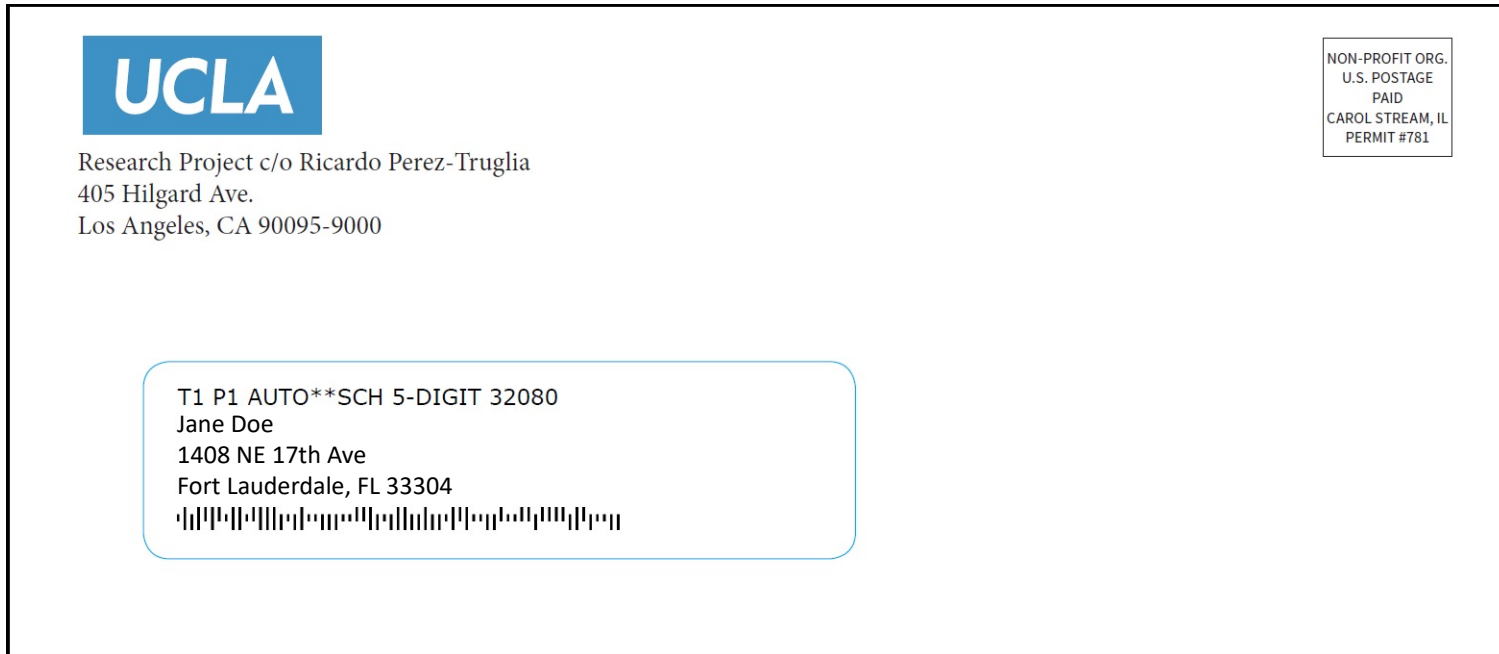 UCLA
Research Project c/o Ricardo Perez-Truglia
405 Hilgard Ave.
Los Angeles, CA 90095-9000
NON-PROFIT ORG.
U.S. POSTAGE
PAID
CAROL STREAM, IL
PERMIT #781
T1 P1 AUTO**SCH 5-DIGIT 32080
Jane Doe
1408 NE 17th Ave
Fort Lauderdale, FL 33304